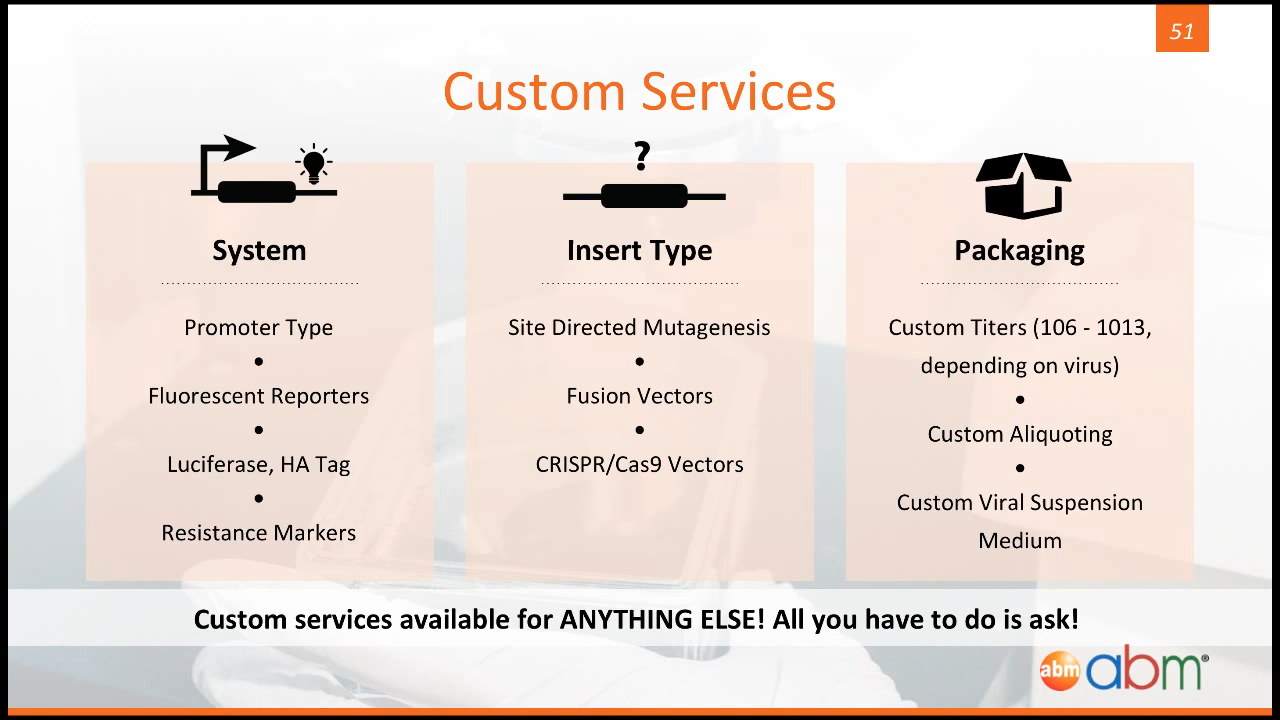 51
Custom Services
?
System
Promoter Type
•
Fluorescent Reporters
•
Luciferase, HA Tag
•
Resistance Markers
Insert Type
Site Directed Mutagenesis
•
Fusion Vectors
•
CRISPR/Cas9 Vectors
Packaging
Custom Titers (106 - 1013,
depending on virus)
•
Custom Aliquoting
•
Custom Viral Suspension
Medium
Custom services available for ANYTHING ELSE! All you have to do is ask!
abm abm®